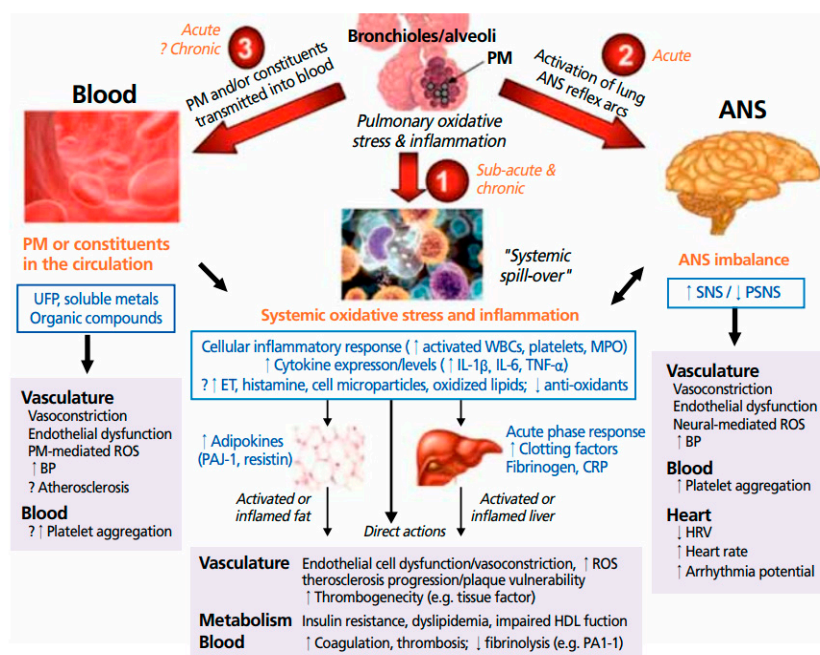 Acute
? Chronic
3
PM and/or constituents
transmitted into blood
Bronchioles/alveoli
PM
Pulmonary oxidative
stress & inflammation
2
Acute
Activation of lung
ANS reflex arcs
Blood
ANS
1
Sub-acute &
chronic
PM or constituents
in the circulation
UFP, soluble metals
Organic compounds
"Systemic
spill-over"
ANS imbalance
↑ SNS / ↓ PSNS
Systemic oxidative stress and inflammation
Cellular inflammatory response (↑ activated WBCs, platelets, MPO)
↑ Cytokine expresson/levels (↑ IL-1β, IL-6, TNF-α)
? ↑ ET, histamine, cell microparticles, oxidized lipids; ↓ anti-oxidants
Vasculature
Vasoconstriction
Endothelial dysfunction
PM-mediated ROS
↑ BP
? Atherosclerosis
Blood
? ↑ Platelet aggregation
↑ Adipokines
(PAJ-1, resistin)
Activated or
inflamed fat
Direct actions
Acute phase response
↑ Clotting factors
Fibrinogen, CRP
Activated or
inflamed liver
Vasculature
Vasoconstriction
Endothelial dysfunction
Neural-mediated ROS
↑ BP
Blood
↑ Platelet aggregation
Heart
↓ HRV
↑ Heart rate
↑ Arrhythmia potential
Vasculature Endothelial cell dysfunction/vasoconstriction, ↑ ROS
therosclerosis progression/plaque vulnerability
↑ Thrombogenecity (e.g. tissue factor)
Metabolism Insulin resistance, dyslipidemia, impaired HDL fuction
Blood ↑ Coagulation, thrombosis; ↓ fibrinolysis (e.g. PA1-1)